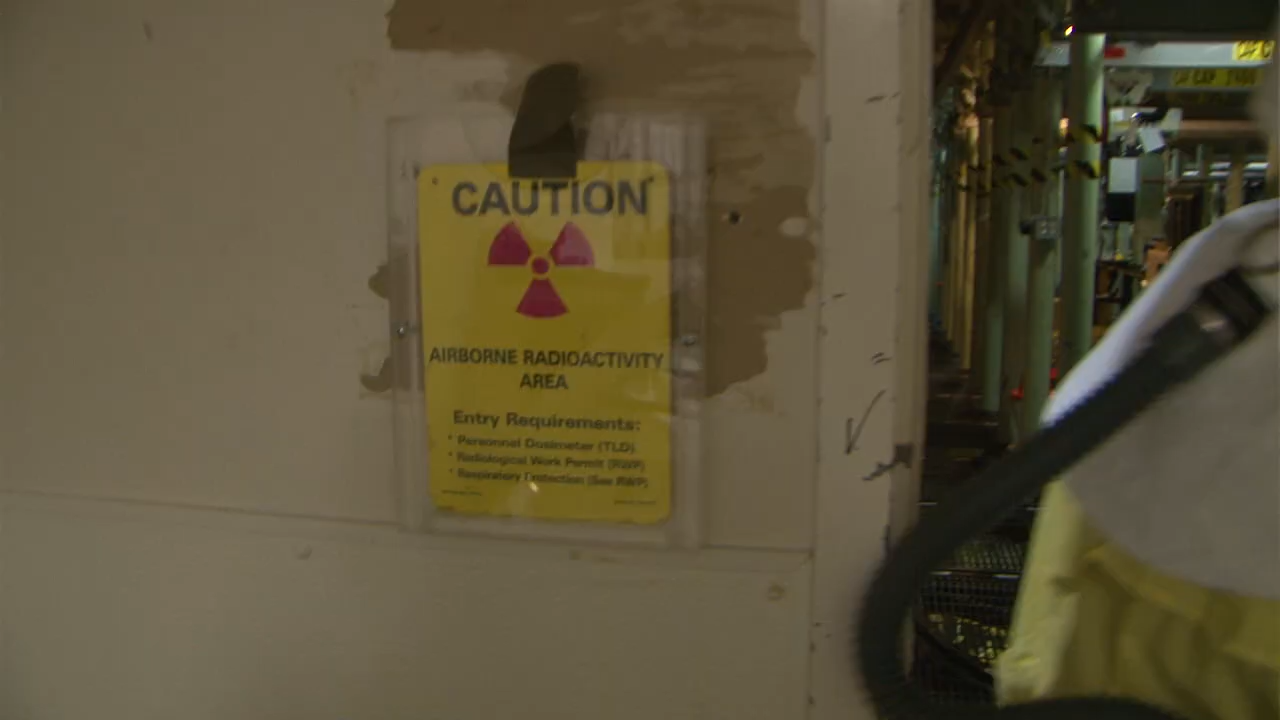 CAUTION
AIRBORNE RADIOACTIVITY
AREA
Entry Requirements:
* Personnel Dosimeter (TLD)
* Radiological Work Permit (RWP)
* Respiratory Protection (See RWP)